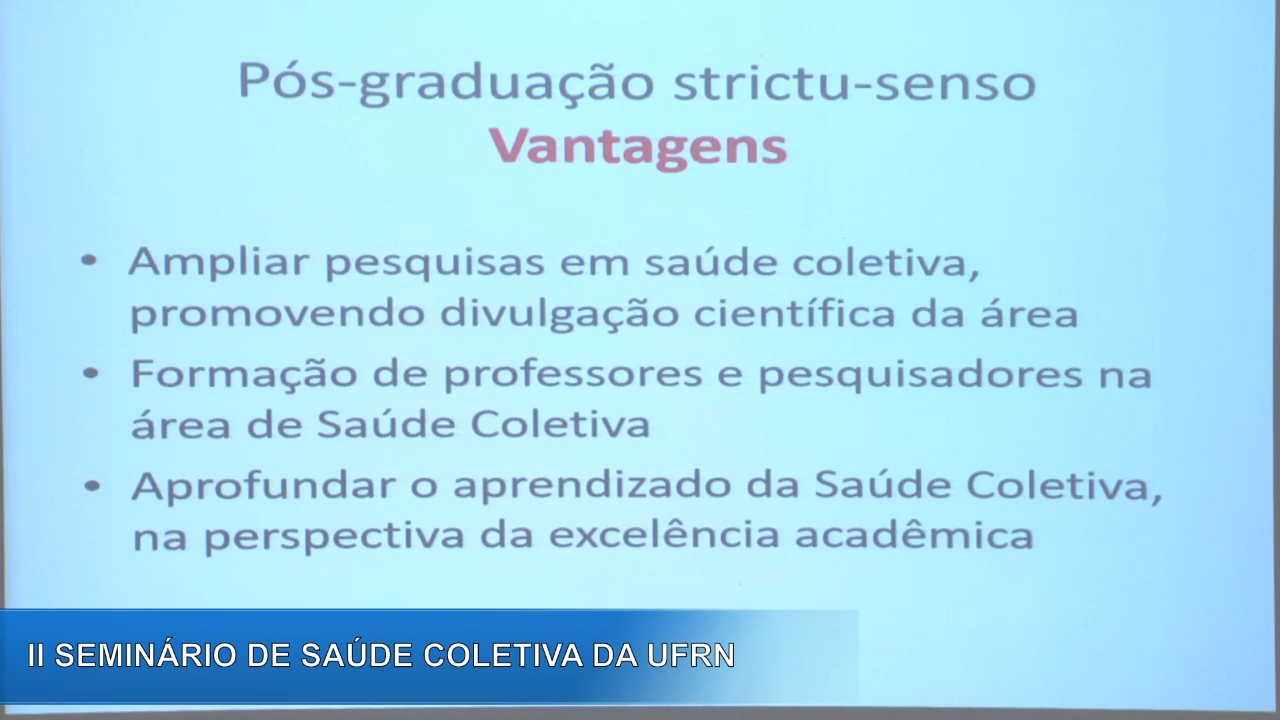 Pós-graduação strictu-senso
Vantagens
• Ampliar pesquisas em saúde coletiva,
promovendo divulgação científica da área
• Formação de professores e pesquisadores na
área de Saúde Coletiva
• Aprofundar o aprendizado da Saúde Coletiva,
na perspectiva da excelência acadêmica
II SEMINÁRIO DE SAÚDE COLETIVA DA UFRN